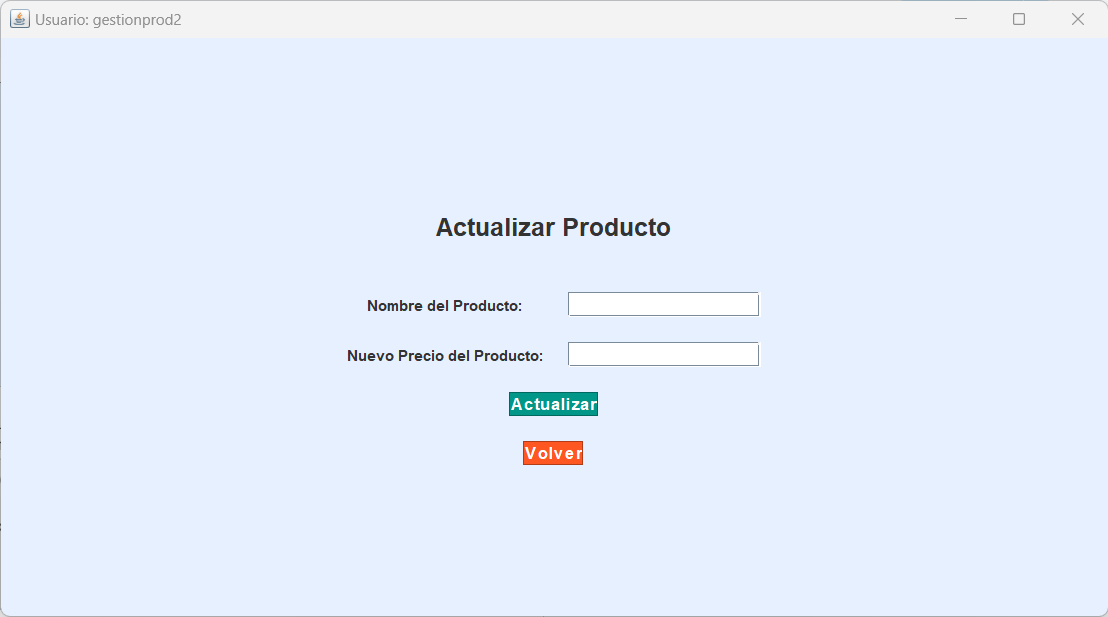 Usuario: gestionprod2
Actualizar Producto
Nombre del Producto:
Nuevo Precio del Producto:
Actualizar
Volver